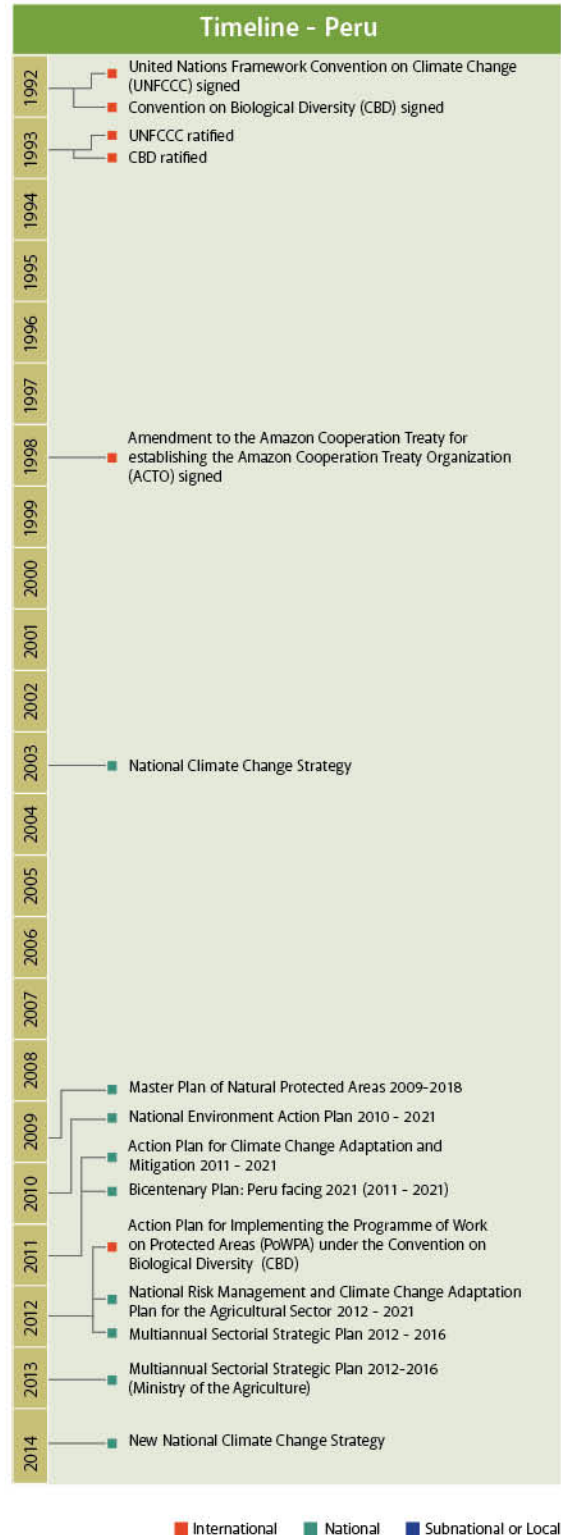 Timeline - Peru
1992
United Nations Framework Convention on Climate Change
(UNFCCC) signed
Convention on Biological Diversity (CBD) signed
1993
UNFCCC ratified
CBD ratified
1994
1995
1996
1997
1998
Amendment to the Amazon Cooperation Treaty for
establishing the Amazon Cooperation Treaty Organization
(ACTO) signed
1999
2000
2001
2002
2003
National Climate Change Strategy
2004
2005
2006
2007
2008
Master Plan of Natural Protected Areas 2009-2018
2009
National Environment Action Plan 2010 - 2021
Action Plan for Climate Change Adaptation and
Mitigation 2011 - 2021
2010
Bicentenary Plan: Peru facing 2021 (2011 - 2021)
2011
Action Plan for Implementing the Programme of Work
on Protected Areas (PoWPA) under the Convention on
Biological Diversity (CBD)
2012
National Risk Management and Climate Change Adaptation
Plan for the Agricultural Sector 2012 - 2021
Multiannual Sectorial Strategic Plan 2012 - 2016
2013
Multiannual Sectorial Strategic Plan 2012-2016
(Ministry of the Agriculture)
2014
New National Climate Change Strategy
International
National
Subnational or Local